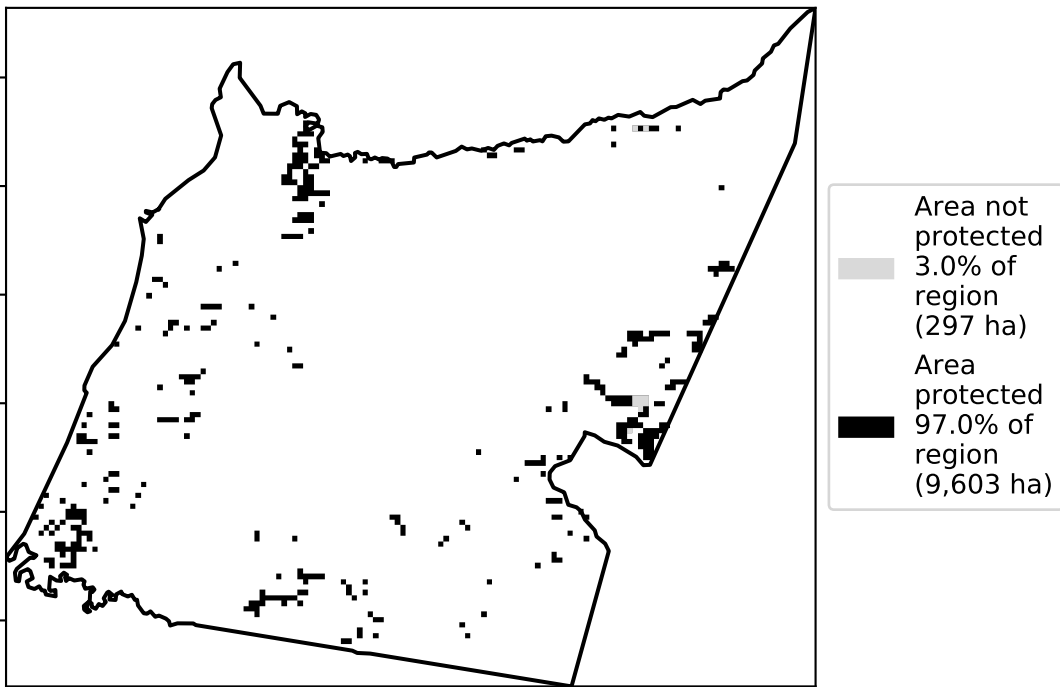 Area not
protected
3.0% of
region
(297 ha)
Area
protected
97.0% of
region
(9,603 ha)